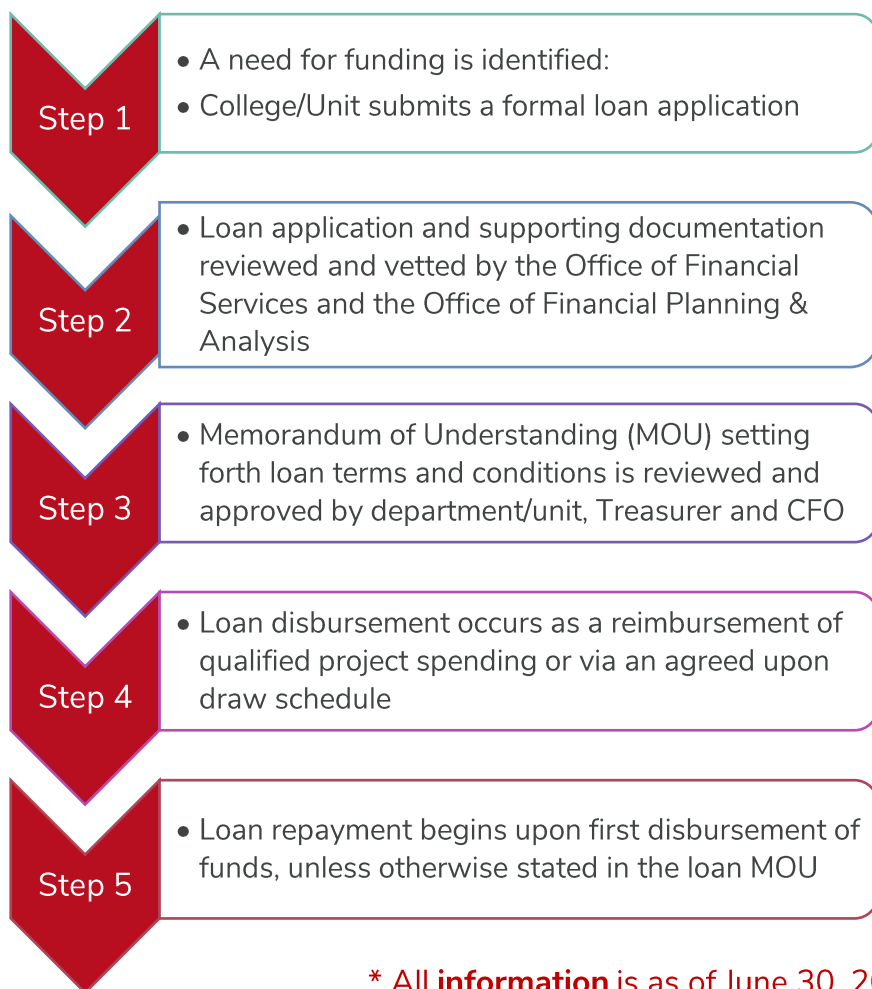 Step 1
• A need for funding is identified:
• College/Unit submits a formal loan application
Step 2
• Loan application and supporting documentation
reviewed and vetted by the Office of Financial
Services and the Office of Financial Planning &
Analysis
Step 3
• Memorandum of Understanding (MOU) setting
forth loan terms and conditions is reviewed and
approved by department/unit, Treasurer and CFO
Step 4
• Loan disbursement occurs as a reimbursement of
qualified project spending or via an agreed upon
draw schedule
Step 5
• Loan repayment begins upon first disbursement of
funds, unless otherwise stated in the loan MOU
* All information is as of June 30,